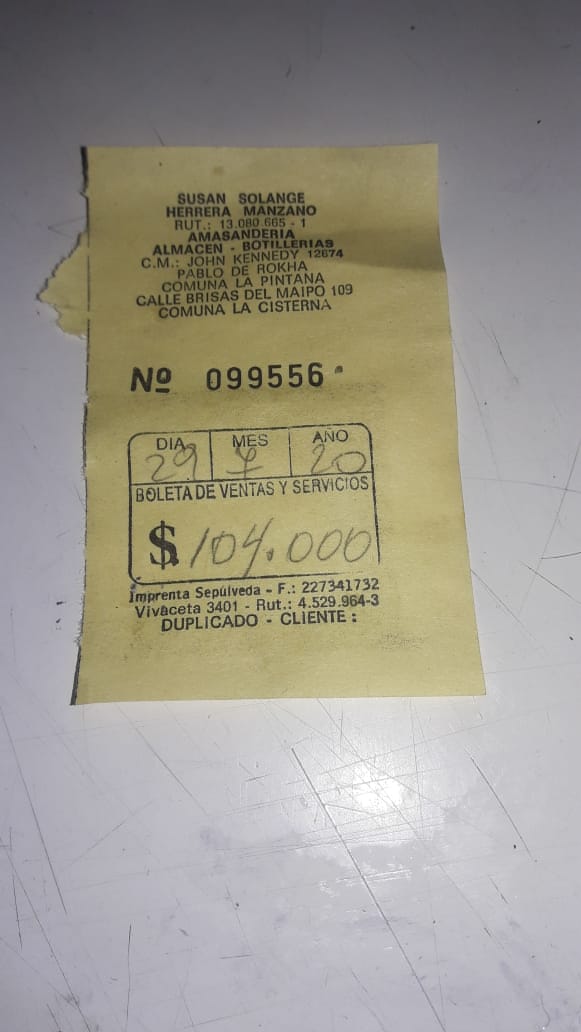 SUSAN SOLANGE
HERRERA MANZANO
RUT.: 13.080.665 - 1
AMASANDERIA
ALMACEN - BOTILLERIAS
C.M.: JOHN KENNEDY 12674
PABLO DE ROKHA
COMUNA LA PINTANA
CALLE BRISAS DEL MAIPO 109
COMUNA LA CISTERNA
Nº 099556
DIA MES AÑO
29 7 20
BOLETA DE VENTAS Y SERVICIOS
$ 104.000
Imprenta Sepúlveda - F.: 227341732
Vivaceta 3401 - Rut.: 4.529.964-3
DUPLICADO - CLIENTE :